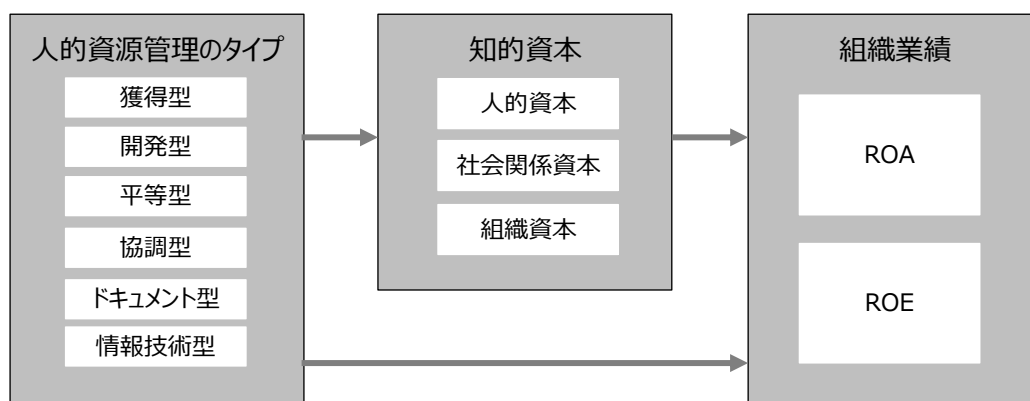 人的資源管理のタイプ
獲得型
開発型
平等型
協調型
ドキュメント型
情報技術型
知的資本
人的資本
社会関係資本
組織資本
組織業績
ROA
ROE